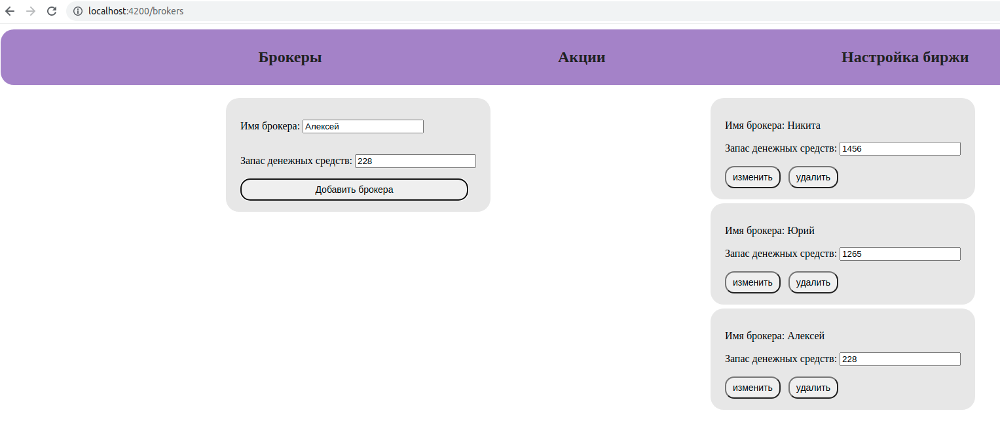 localhost:4200/brokers
Брокеры Акции Настройка биржи
Имя брокера: Алексей
Запас денежных средств: 228
Добавить брокера
Имя брокера: Никита
Запас денежных средств: 1456
изменить удалить
Имя брокера: Юрий
Запас денежных средств: 1265
изменить удалить
Имя брокера: Алексей
Запас денежных средств: 228
изменить удалить